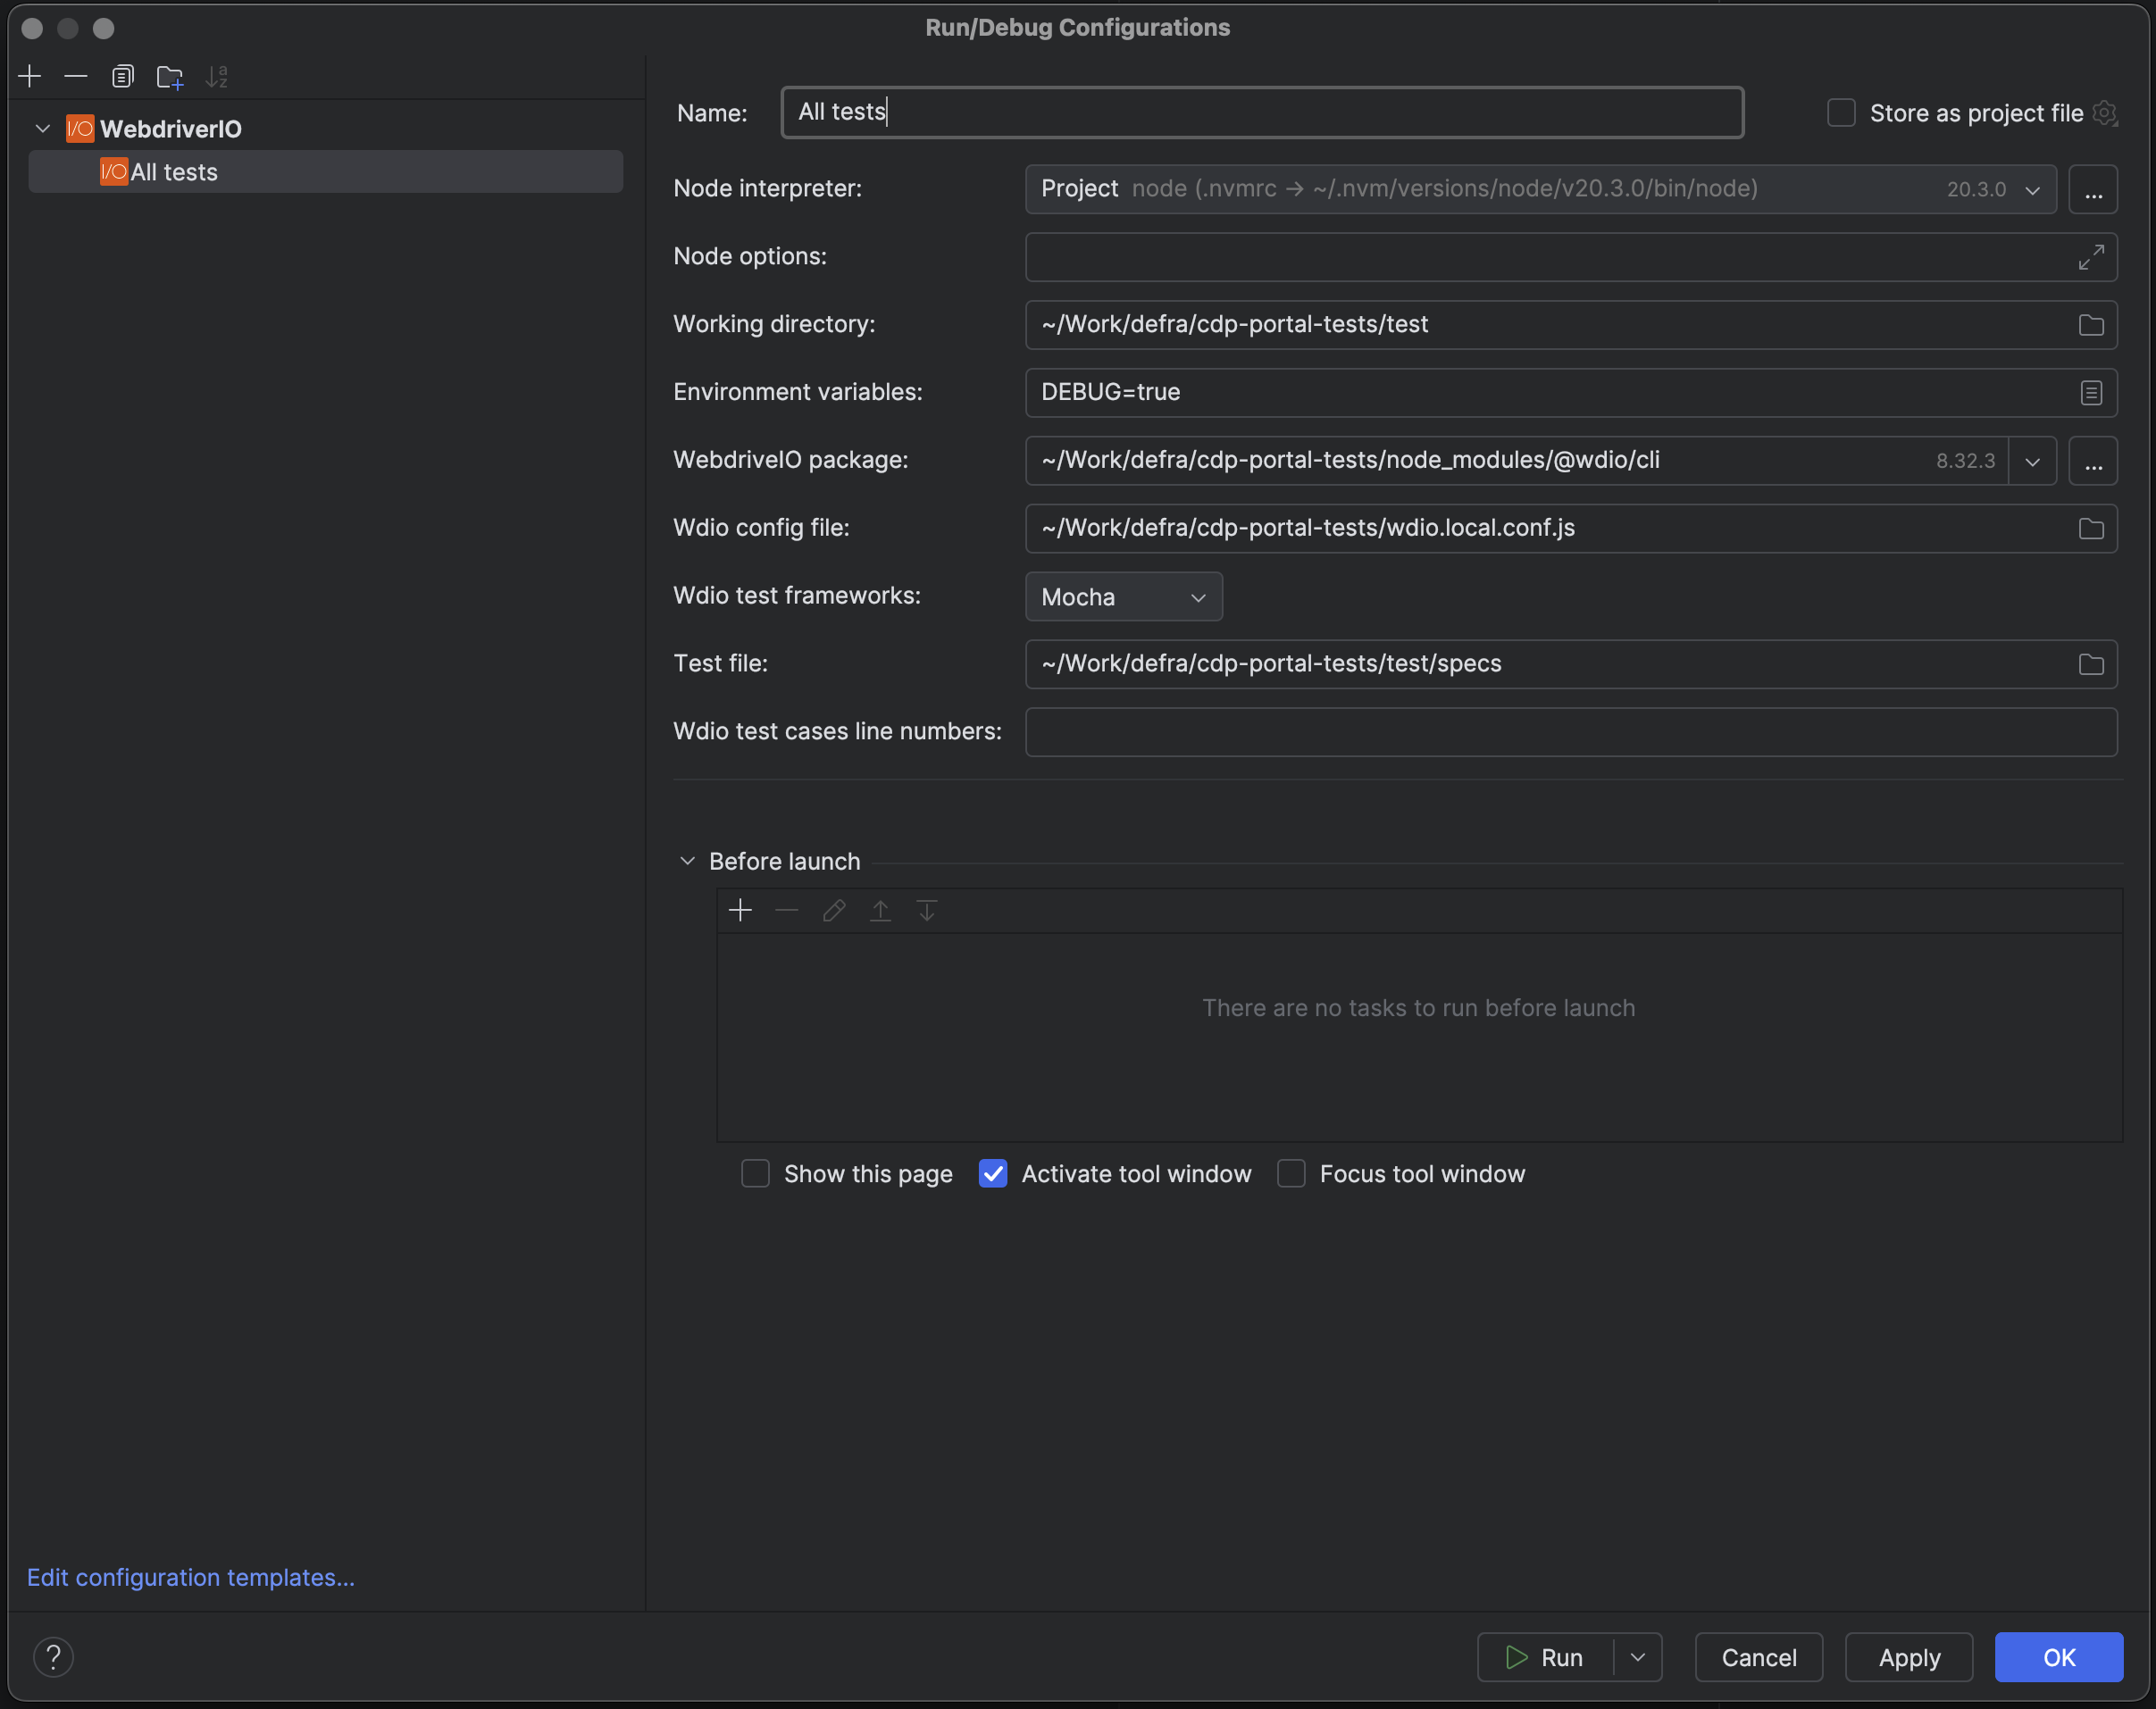 Run/Debug Configurations
WebdriverIO
All tests
Name: All tests
Store as project file
Node interpreter: Project node (.nvmrc → ~/.nvm/versions/node/v20.3.0/bin/node) 20.3.0 ...
Node options:
Working directory: ~/Work/defra/cdp-portal-tests/test
Environment variables: DEBUG=true
WebdriveIO package: ~/Work/defra/cdp-portal-tests/node_modules/@wdio/cli 8.32.3 ...
Wdio config file: ~/Work/defra/cdp-portal-tests/wdio.local.conf.js
Wdio test frameworks: Mocha
Test file: ~/Work/defra/cdp-portal-tests/test/specs
Wdio test cases line numbers:
Before launch
There are no tasks to run before launch
Show this page Activate tool window Focus tool window
Edit configuration templates...
? Run Cancel Apply OK